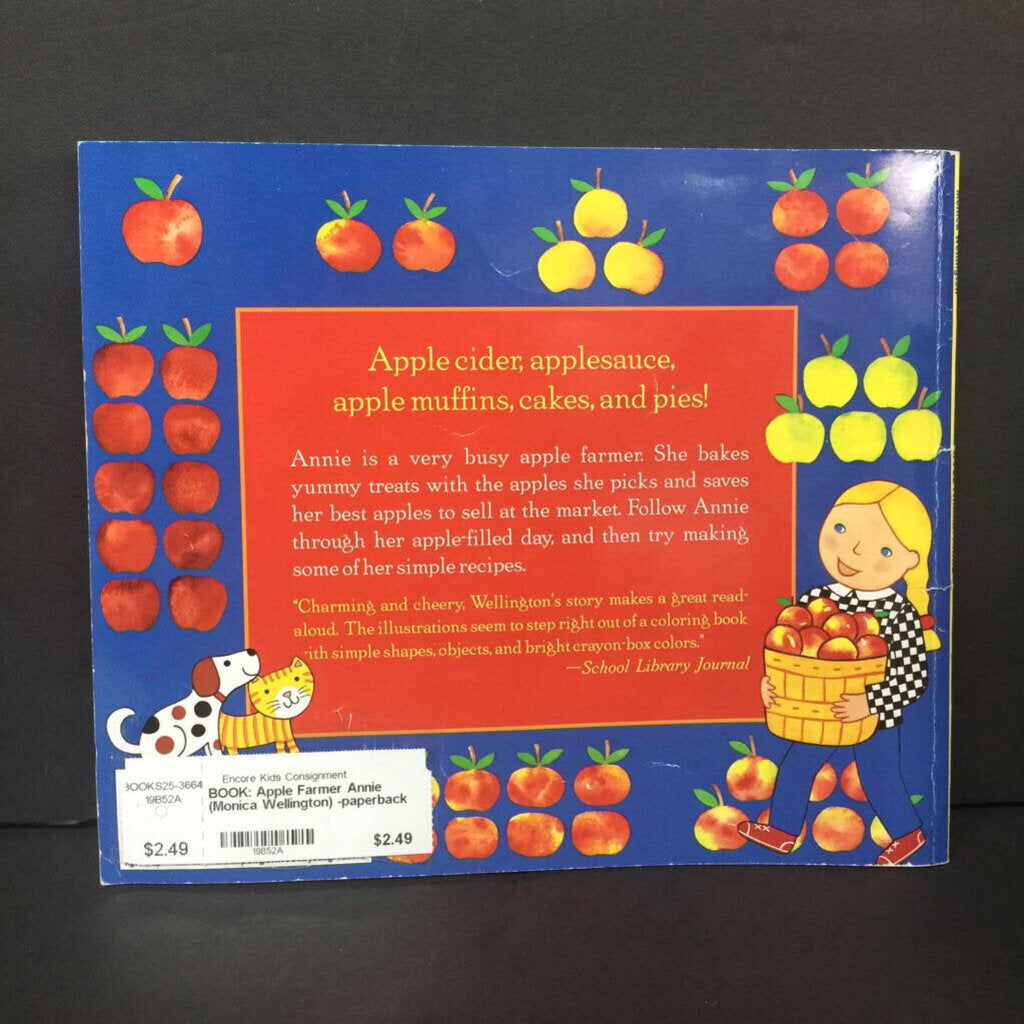 Apple cider, applesauce,
apple muffins, cakes, and pies!
Annie is a very busy apple farmer. She bakes
yummy treats with the apples she picks and saves
her best apples to sell at the market. Follow Annie
through her apple-filled day, and then try making
some of her simple recipes.
"Charming and cheery, Wellington's story makes a great read-
aloud. The illustrations seem to step right out of a coloring book
with simple shapes, objects, and bright crayon-box colors."
—School Library Journal
BOOKS25-3664
19B52A
$2.49
Encore Kids Consignment
BOOK: Apple Farmer Annie
(Monica Wellington) -paperback
19B52A
$2.49